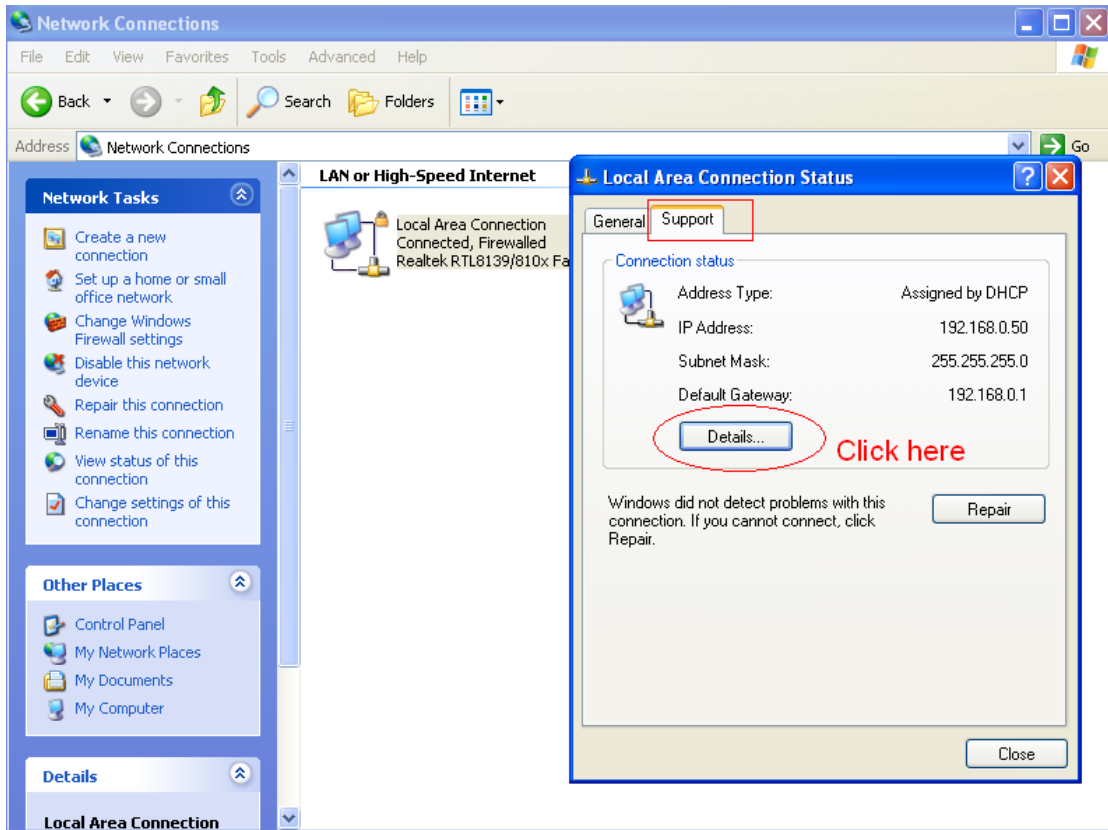 Network Connections
File Edit View Favorites Tools Advanced Help
Back Search Folders
Address Network Connections Go
Network Tasks
Create a new
connection
Set up a home or small
office network
Change Windows
Firewall settings
Disable this network
device
Repair this connection
Rename this connection
View status of this
connection
Change settings of this
connection
Other Places
Control Panel
My Network Places
My Documents
My Computer
Details
Local Area Connection
LAN or High-Speed Internet
Local Area Connection
Connected, Firewalled
Realtek RTL8139/810x Fa
Local Area Connection Status
General Support
Connection status
Address Type: Assigned by DHCP
IP Address: 192.168.0.50
Subnet Mask: 255.255.255.0
Default Gateway: 192.168.0.1
Details...
Click here
Windows did not detect problems with this
connection. If you cannot connect, click
Repair.
Repair
Close